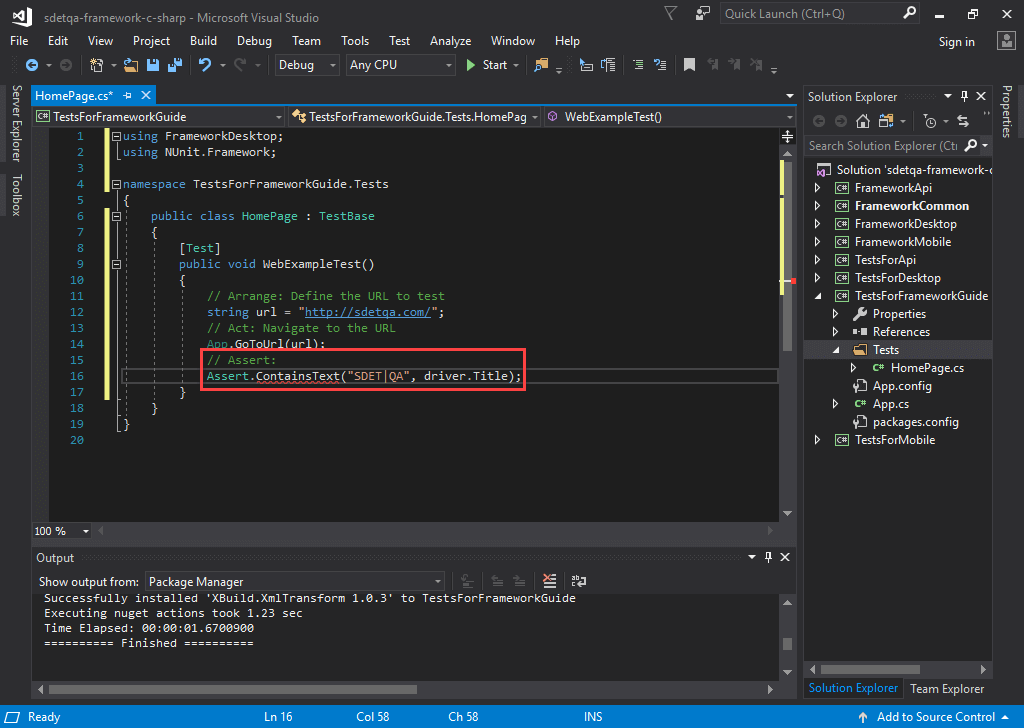 sdetqa-framework-c-sharp - Microsoft Visual Studio
Quick Launch (Ctrl+Q)
File Edit View Project Build Debug Team Tools Test Analyze Window Help
Sign in
Debug Any CPU Start
Server Explorer
Toolbox
HomePage.cs*
TestsForFrameworkGuide
TestsForFrameworkGuide.Tests.HomePag
WebExampleTest()
1 using FrameworkDesktop;
2 using NUnit.Framework;
3
4 namespace TestsForFrameworkGuide.Tests
5 {
6 public class HomePage : TestBase
7 {
8 [Test]
9 public void WebExampleTest()
10 {
11 // Arrange: Define the URL to test
12 string url = "http://sdetqa.com/";
13 // Act: Navigate to the URL
14 App.GoToUrl(url);
15 // Assert:
16 Assert.ContainsText("SDET|QA", driver.Title);
17 }
18 }
19 }
20
100 %
Output
Show output from: Package Manager
Successfully installed 'XBuild.XmlTransform 1.0.3' to TestsForFrameworkGuide
Executing nuget actions took 1.23 sec
Time Elapsed: 00:00:01.6700900
========== Finished ==========
Solution Explorer
Search Solution Explorer (Ctr
Solution 'sdetqa-framework-c
FrameworkApi
FrameworkCommon
FrameworkDesktop
FrameworkMobile
TestsForApi
TestsForDesktop
TestsForFrameworkGuide
Properties
References
Tests
HomePage.cs
App.config
App.cs
packages.config
TestsForMobile
Solution Explorer Team Explorer
Properties
Ready Ln 16 Col 58 Ch 58 INS Add to Source Control